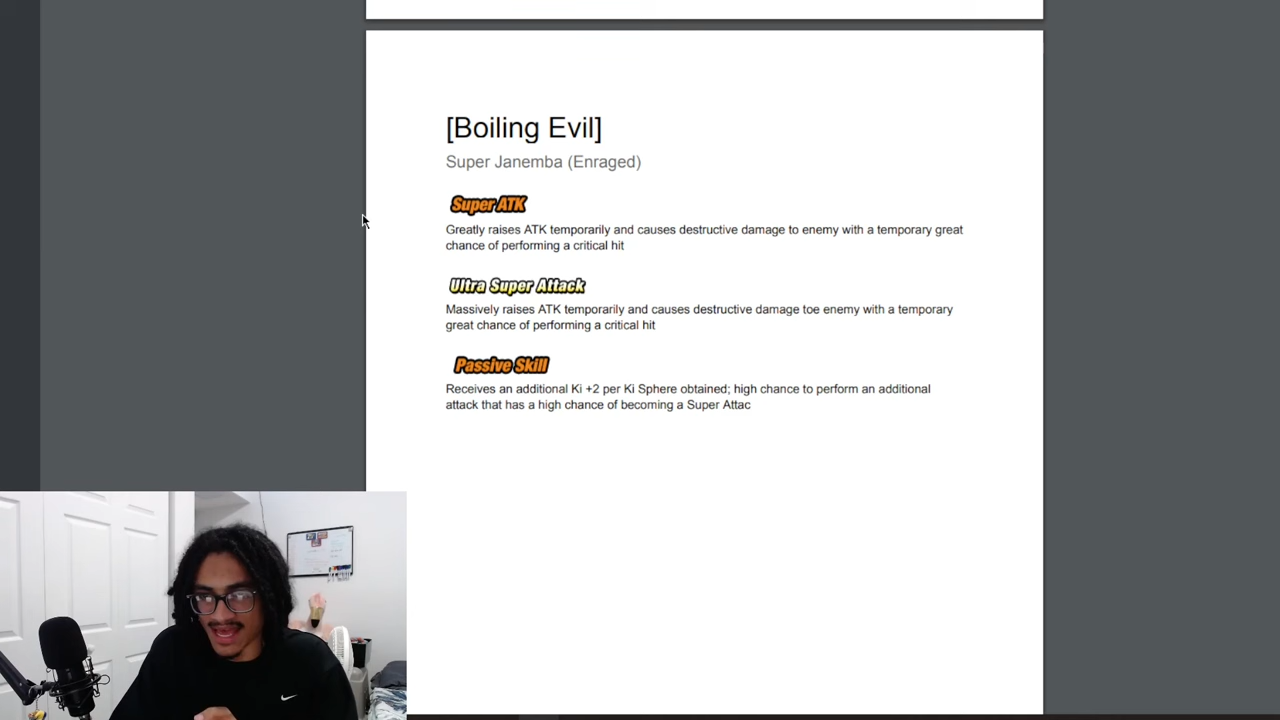 [Boiling Evil]
Super Janemba (Enraged)
Super ATK
Greatly raises ATK temporarily and causes destructive damage to enemy with a temporary great
chance of performing a critical hit
Ultra Super Attack
Massively raises ATK temporarily and causes destructive damage toe enemy with a temporary
great chance of performing a critical hit
Passive Skill
Receives an additional Ki +2 per Ki Sphere obtained; high chance to perform an additional
attack that has a high chance of becoming a Super Attac